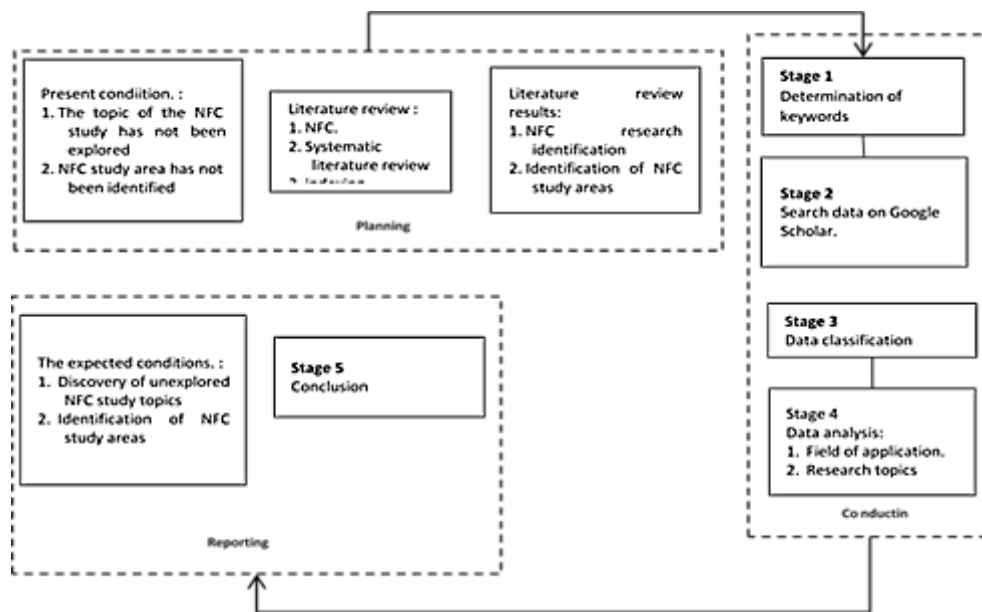 Present condiition. :
1. The topic of the NFC
study has not been
explored
2. NFC study area has not
been identified
Literature review :
1. NFC.
2. Systematic
literature review
Literature review
results:
1. NFC research
identification
2. Identification of NFC
study areas
Planning
Stage 1
Determination of
keywords
Stage 2
Search data on Google
Scholar.
Stage 3
Data classification
Stage 4
Data analysis:
1. Field of application.
2. Research topics
Co nductin
The expected conditions. :
1. Discovery of unexplored
NFC study topics
2. Identification of NFC
study areas
Stage 5
Conclusion
Reporting